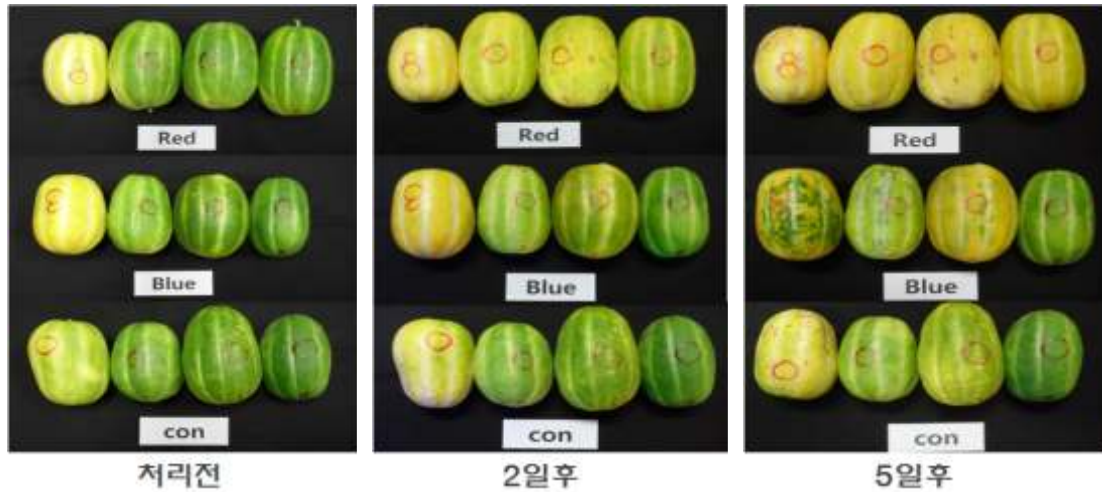 Red
Blue
con
처리전
Red
Blue
con
2일후
Red
Blue
con
5일후